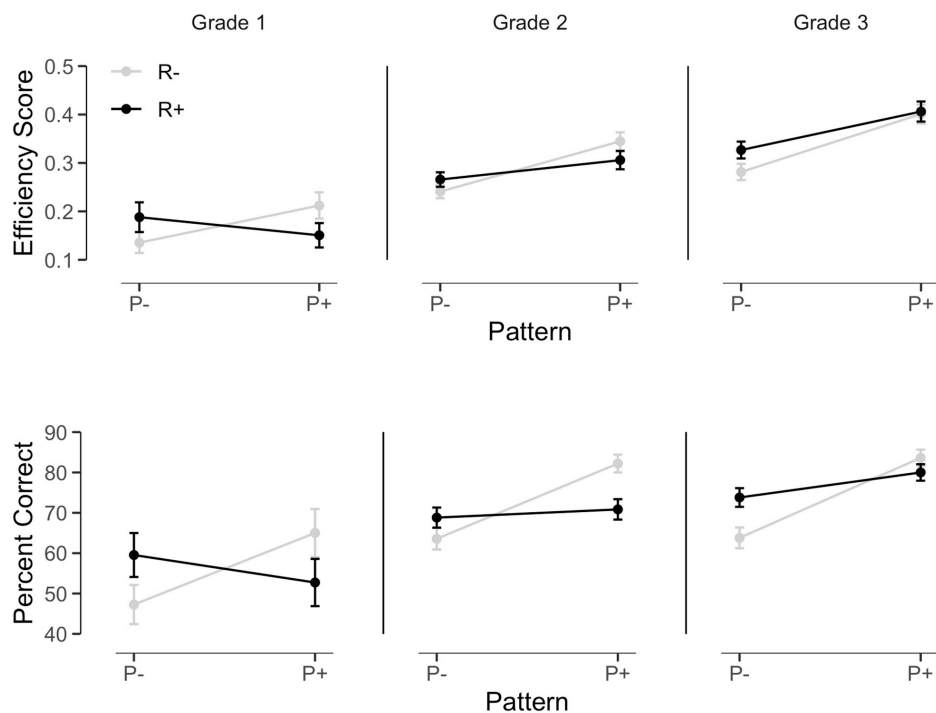 Grade 1 Grade 2 Grade 3
Efficiency Score
0.5
0.4
0.3
0.2
0.1
R-
R+
P- P+ P- P+ P- P+
Pattern
Percent Correct
90
80
70
60
50
40
P- P+ P- P+ P- P+
Pattern